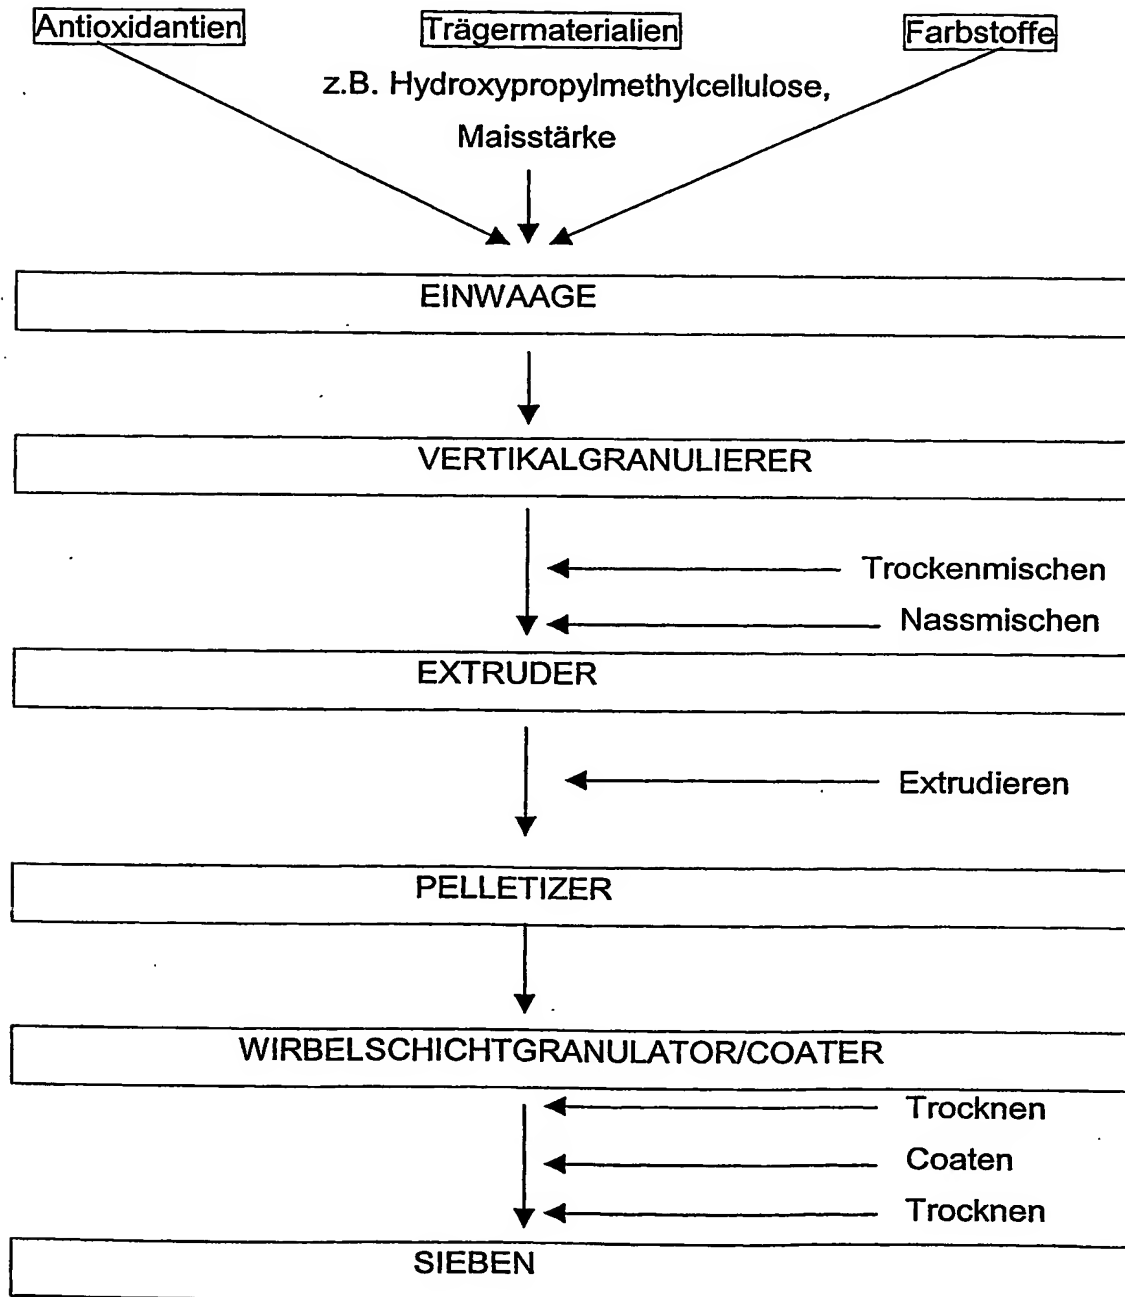 Antioxidantien
Trägermaterialien
Farbstoffe
z.B. Hydroxypropylmethylcellulose,
Maisstärke
EINWAAGE
VERTIKALGRANULIERER
Trockenmischen
Nassmischen
EXTRUDER
Extrudieren
PELLETIZER
WIRBELSCHICHTGRANULATOR/COATER
Trocknen
Coaten
Trocknen
SIEBEN